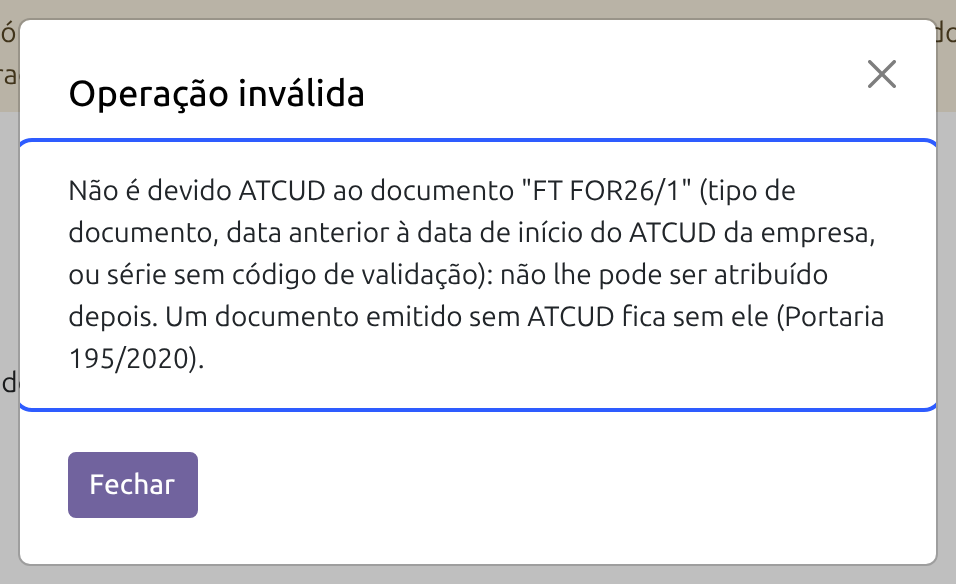 Operação inválida
Não é devido ATCUD ao documento "FT FOR26/1" (tipo de
documento, data anterior à data de início do ATCUD da empresa,
ou série sem código de validação): não lhe pode ser atribuído
depois. Um documento emitido sem ATCUD fica sem ele (Portaria
195/2020).
Fechar